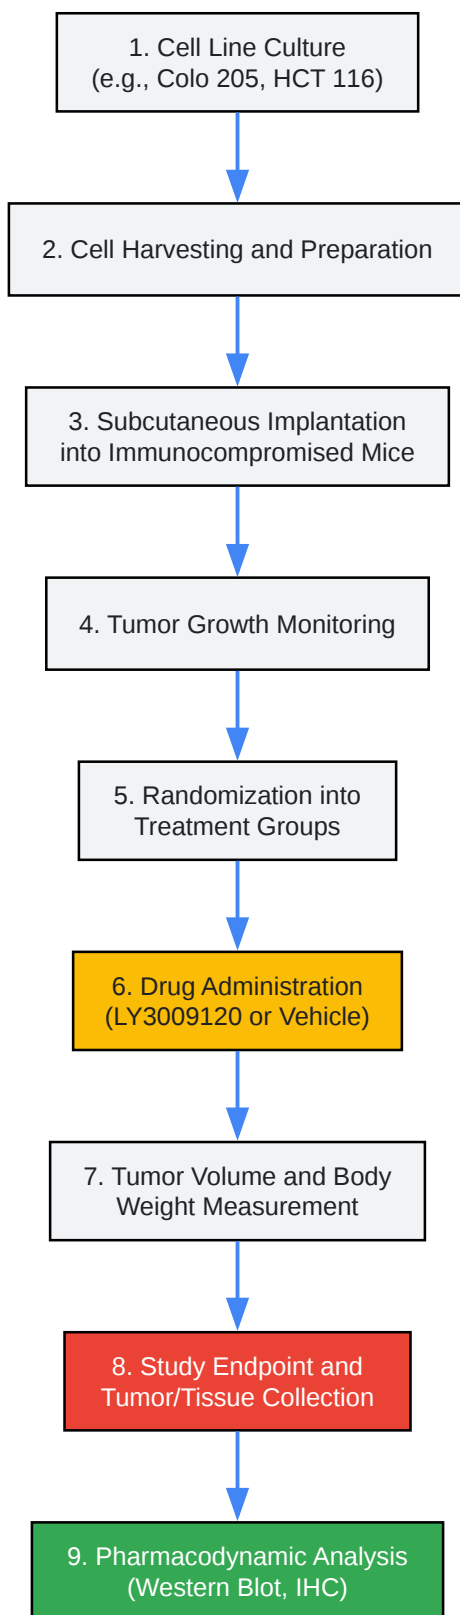 1. Cell Line Culture
(e.g., Colo 205, HCT 116)
2. Cell Harvesting and Preparation
3. Subcutaneous Implantation
into Immunocompromised Mice
4. Tumor Growth Monitoring
5. Randomization into
Treatment Groups
6. Drug Administration
(LY3009120 or Vehicle)
7. Tumor Volume and Body
Weight Measurement
8. Study Endpoint and
Tumor/Tissue Collection
9. Pharmacodynamic Analysis
(Western Blot, IHC)